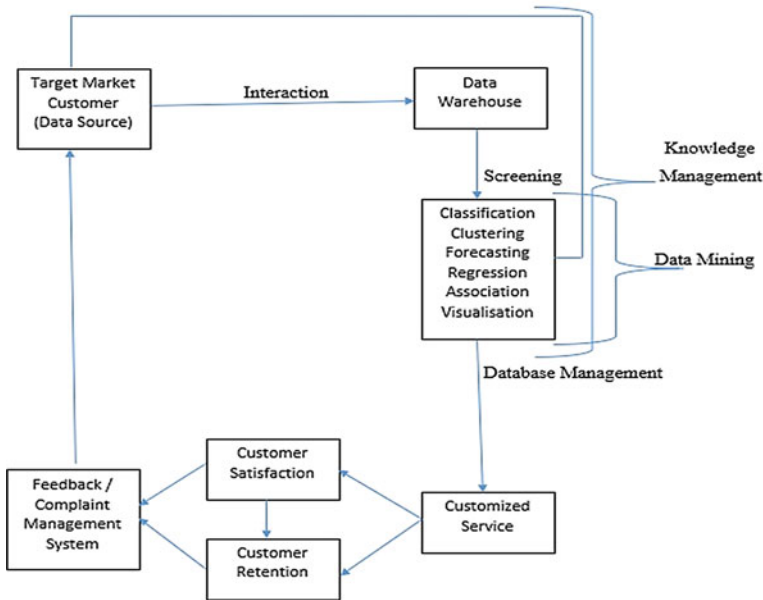 Target Market
Customer
(Data Source)
Interaction
Data
Warehouse
Knowledge
Management
Screening
Classification
Clustering
Forecasting
Regression
Association
Visualisation
Data Mining
Database Management
Customer
Satisfaction
Feedback /
Complaint
Management
System
Customized
Service
Customer
Retention